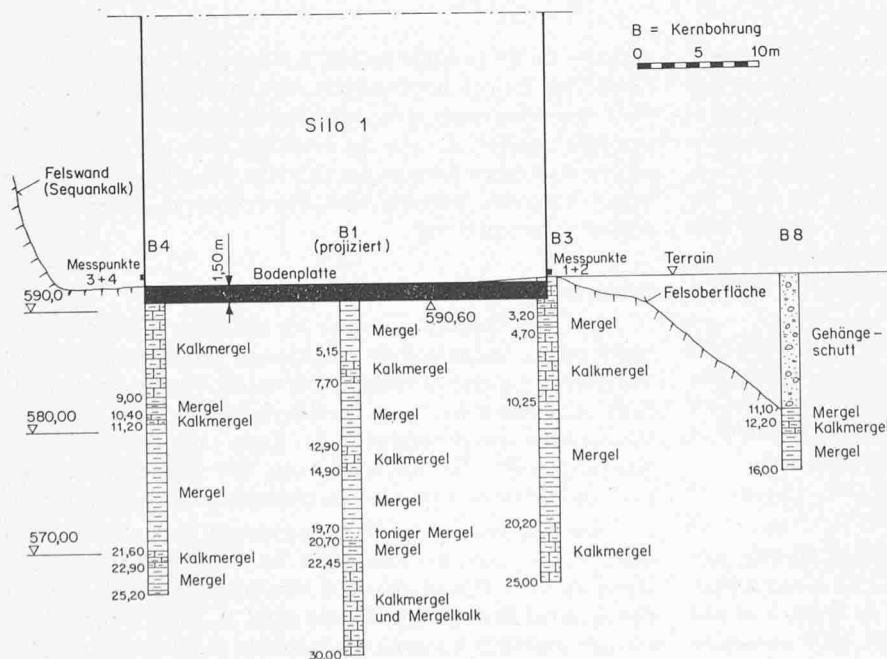 B = Kernbohrung
0 5 10m
Silo 1
Felswand
(Sequankalk)
B4
B1
(projiziert)
B3
B8
1,50m
Messpunkte
3+4
Bodenplatte
Messpunkte
1+2
Terrain
590,0
590,60
Felsoberfläche
Kalkmergel
9,00
Mergel
10,40
Kalkmergel
11,20
Mergel
21,60
Kalkmergel
22,90
Mergel
25,20
580,00
570,00
Mergel
5,15
Kalkmergel
7,70
Mergel
12,90
Kalkmergel
14,90
Mergel
19,70
toniger Mergel
20,70
Mergel
22,45
Kalkmergel
und Mergelkalk
30,00
3,20
Mergel
4,70
Kalkmergel
10,25
Mergel
20,20
Kalkmergel
25,00
Gehänge-
schutt
11,10
Mergel
12,20
Kalkmergel
Mergel
16,00